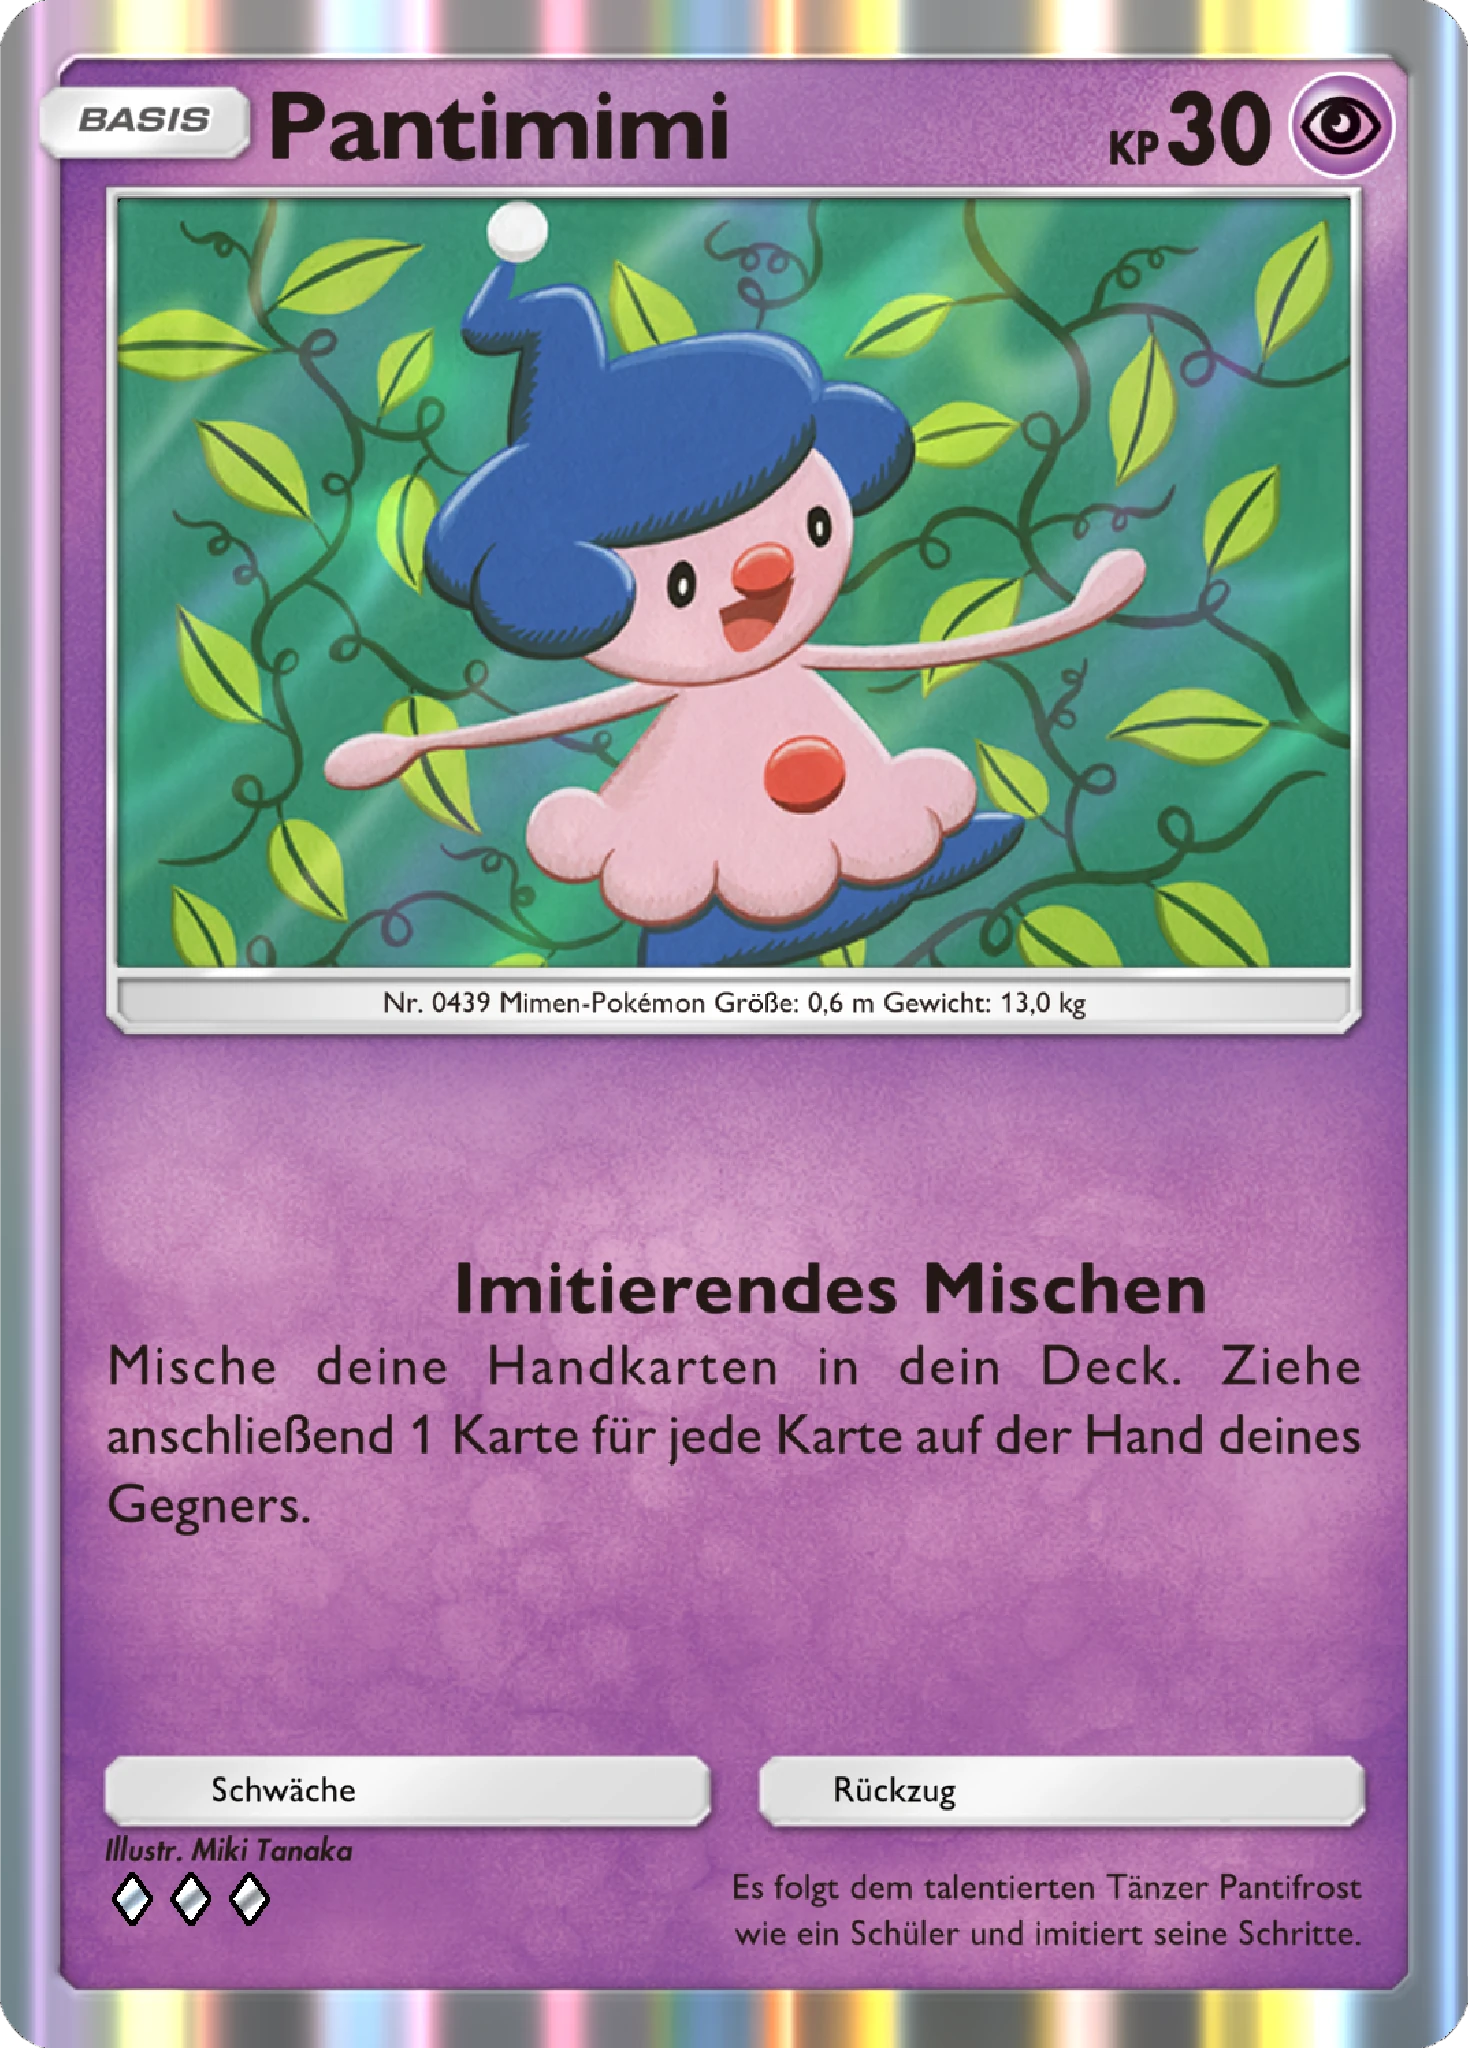 BASIS
Pantimimi
KP 30
Nr. 0439 Mimen-Pokémon Größe: 0,6 m Gewicht: 13,0 kg
Imitierendes Mischen
Mische deine Handkarten in dein Deck. Ziehe
anschließend 1 Karte für jede Karte auf der Hand deines
Gegners.
Schwäche
Rückzug
Illustr. Miki Tanaka
Es folgt dem talentierten Tänzer Pantifrost
wie ein Schüler und imitiert seine Schritte.